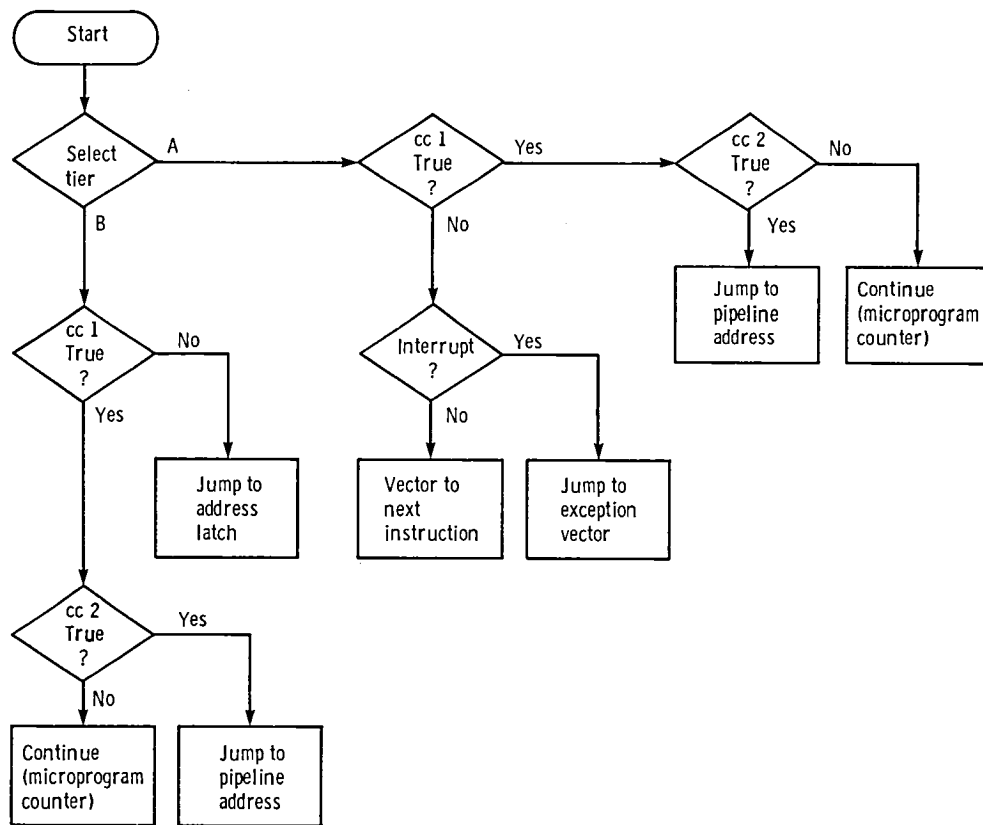 Start
Select
tier
A
B
cc 1
True
?
Yes
No
cc 2
True
?
No
Yes
Jump to
pipeline
address
Continue
(microprogram
counter)
Interrupt
?
Yes
No
Vector to
next
instruction
Jump to
exception
vector
cc 1
True
?
No
Yes
Jump to
address
latch
cc 2
True
?
Yes
No
Continue
(microprogram
counter)
Jump to
pipeline
address